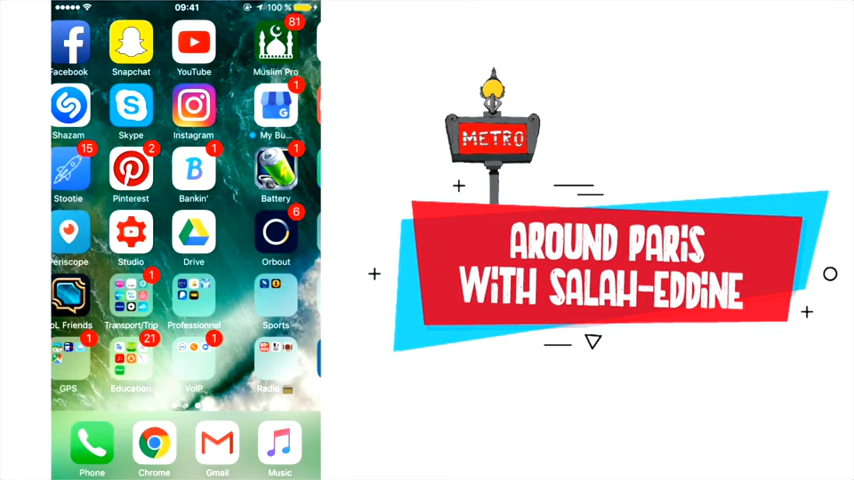 09:41
100 %
81
Facebook
Snapchat
YouTube
Muslim Pro
1
Shazam
Skype
Instagram
My Bu...
15
2
1
1
Stootie
Pinterest
Bankin'
Battery
6
Periscope
Studio
Drive
Orbout
1
oL Friends
Transport/Trip
Professionnel
Sports
1
21
1
GPS
Education
VoIP
Radio
Phone
Chrome
Gmail
Music
METRO
AROUND PARIS
WITH SALAH-EDDINE